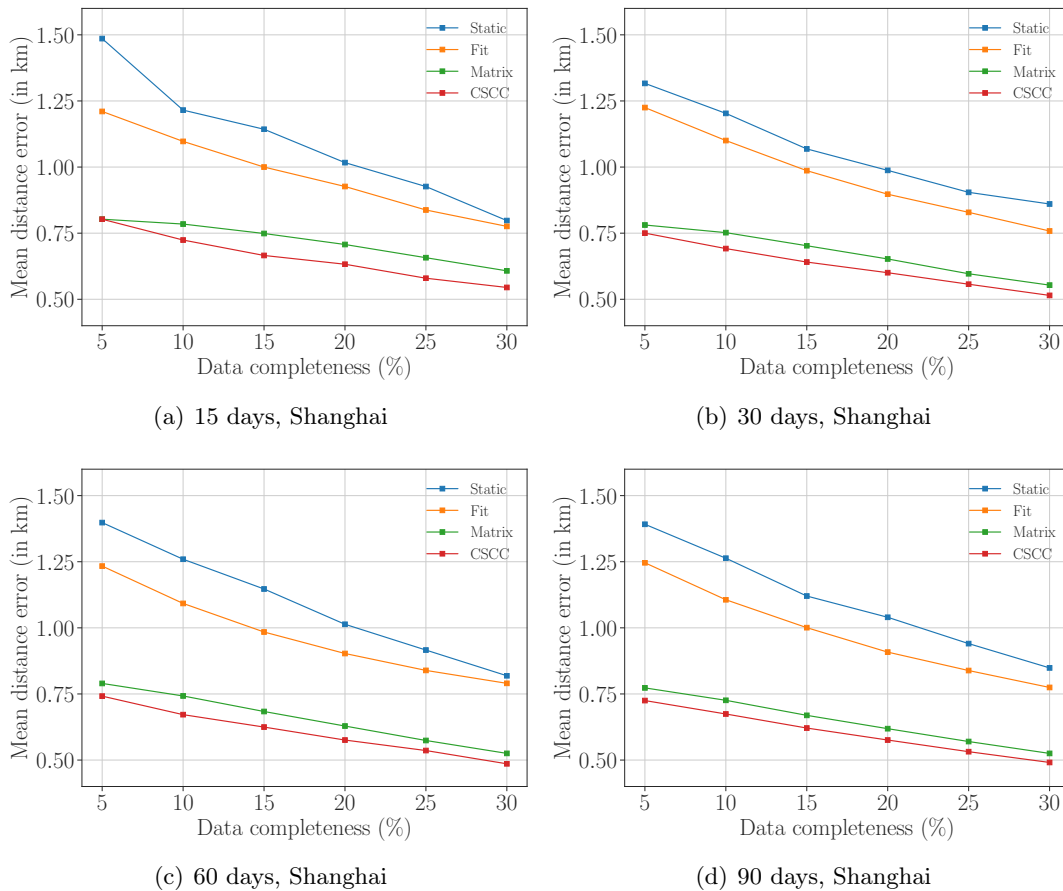 Mean distance error (in km)
1.50
1.25
1.00
0.75
0.50
Static
Fit
Matrix
CSCC
5 10 15 20 25 30
Data completeness (%)
(a) 15 days, Shanghai
Mean distance error (in km)
1.50
1.25
1.00
0.75
0.50
Static
Fit
Matrix
CSCC
5 10 15 20 25 30
Data completeness (%)
(b) 30 days, Shanghai
Mean distance error (in km)
1.50
1.25
1.00
0.75
0.50
Static
Fit
Matrix
CSCC
5 10 15 20 25 30
Data completeness (%)
(c) 60 days, Shanghai
Mean distance error (in km)
1.50
1.25
1.00
0.75
0.50
Static
Fit
Matrix
CSCC
5 10 15 20 25 30
Data completeness (%)
(d) 90 days, Shanghai